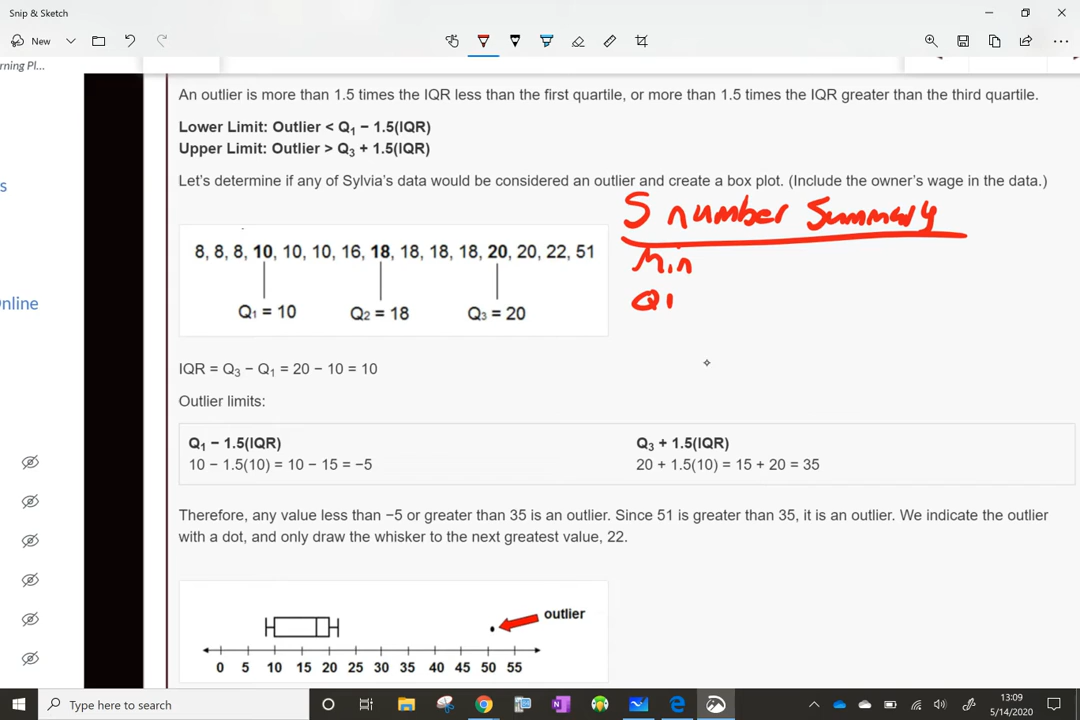 Snip & Sketch
New
rning Pl...
An outlier is more than 1.5 times the IQR less than the first quartile, or more than 1.5 times the IQR greater than the third quartile.
Lower Limit: Outlier < Q₁ − 1.5(IQR)
Upper Limit: Outlier > Q₃ + 1.5(IQR)
s
Let's determine if any of Sylvia's data would be considered an outlier and create a box plot. (Include the owner's wage in the data.)
5 number Summary
8, 8, 8, 10, 10, 10, 16, 18, 18, 18, 18, 20, 20, 22, 51
Min
Q1
nline
Q₁ = 10 Q₂ = 18 Q₃ = 20
IQR = Q₃ − Q₁ = 20 − 10 = 10
Outlier limits:
Q₁ − 1.5(IQR) Q₃ + 1.5(IQR)
10 − 1.5(10) = 10 − 15 = −5 20 + 1.5(10) = 15 + 20 = 35
Therefore, any value less than −5 or greater than 35 is an outlier. Since 51 is greater than 35, it is an outlier. We indicate the outlier
with a dot, and only draw the whisker to the next greatest value, 22.
outlier
0 5 10 15 20 25 30 35 40 45 50 55
Type here to search
13:09
5/14/2020